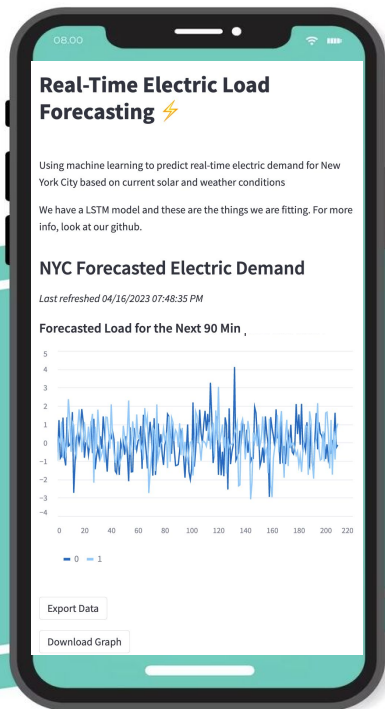 08.00
Real-Time Electric Load
Forecasting ⚡
Using machine learning to predict real-time electric demand for New
York City based on current solar and weather conditions
We have a LSTM model and these are the things we are fitting. For more
info, look at our github.
NYC Forecasted Electric Demand
Last refreshed 04/16/2023 07:48:35 PM
Forecasted Load for the Next 90 Min
5
4
3
2
1
0
−1
−2
−3
−4
0 20 40 60 80 100 120 140 160 180 200 220
0 1
Export Data
Download Graph